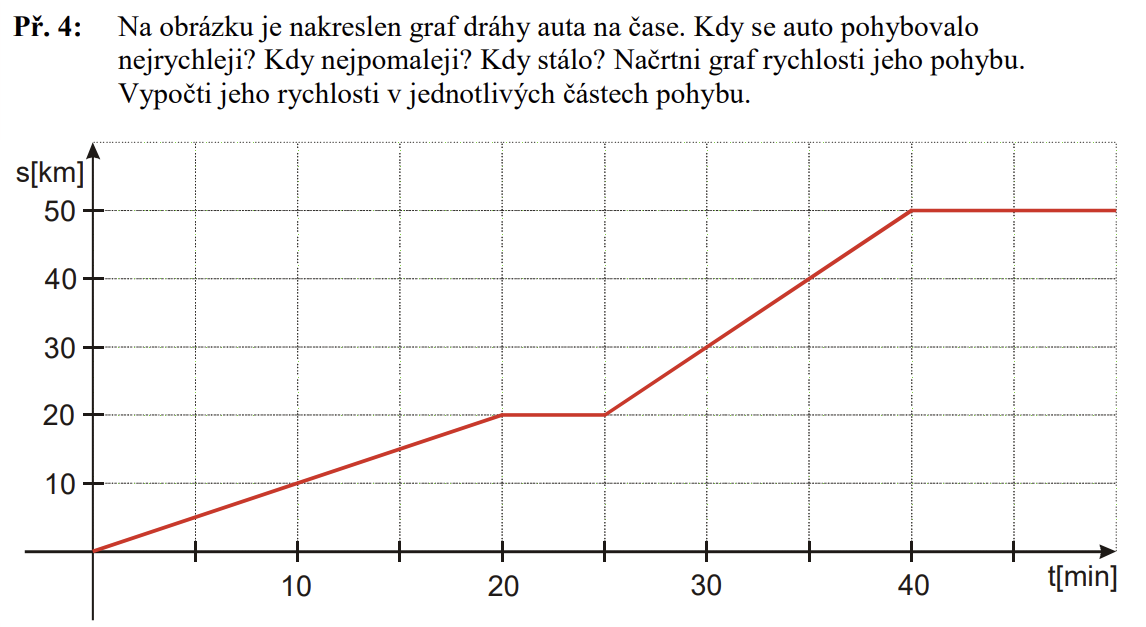 Př. 4: Na obrázku je nakreslen graf dráhy auta na čase. Kdy se auto pohybovalo
nejrychleji? Kdy nejpomaleji? Kdy stálo? Načrtni graf rychlosti jeho pohybu.
Vypočti jeho rychlosti v jednotlivých částech pohybu.
s[km]
50
40
30
20
10
10 20 30 40 t[min]